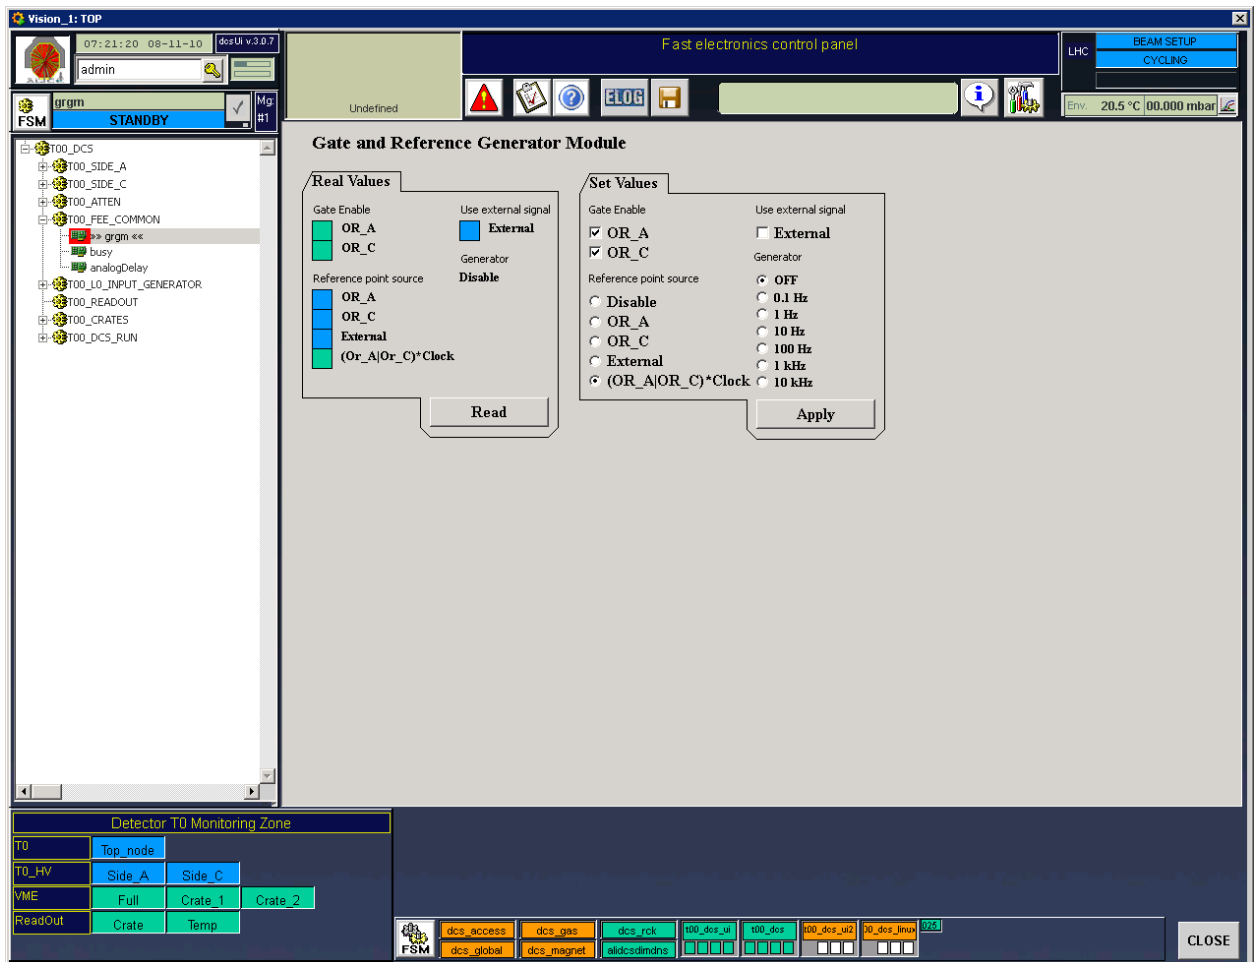 Vision_1: TOP
07:21:20 08-11-10
dcsUi v.3.0.7
admin
grgm
STANDBY
FSM
Mg:
#1
Undefined
Fast electronics control panel
ELOG
LHC
BEAM SETUP
CYCLING
Env. 20.5 °C 00.000 mbar
T00_DCS
T00_SIDE_A
T00_SIDE_C
T00_ATTEN
T00_FEE_COMMON
»» grgm ««
busy
analogDelay
T00_L0_INPUT_GENERATOR
T00_READOUT
T00_CRATES
T00_DCS_RUN
Gate and Reference Generator Module
Real Values
Gate Enable
OR_A
OR_C
Use external signal
External
Generator
Disable
Reference point source
OR_A
OR_C
External
(Or_A|Or_C)*Clock
Read
Set Values
Gate Enable
OR_A
OR_C
Use external signal
External
Reference point source
Disable
OR_A
OR_C
External
(OR_A|OR_C)*Clock
Generator
OFF
0.1 Hz
1 Hz
10 Hz
100 Hz
1 kHz
10 kHz
Apply
Detector T0 Monitoring Zone
T0 Top_node
T0_HV Side_A Side_C
VME Full Crate_1 Crate_2
ReadOut Crate Temp
FSM
dcs_access dcs_gas dcs_rck t00_dcs_ui t00_dcs t00_dcs_ui2 00_dcs_linux 025
dcs_global dcs_magnet alidcsdimdns
CLOSE